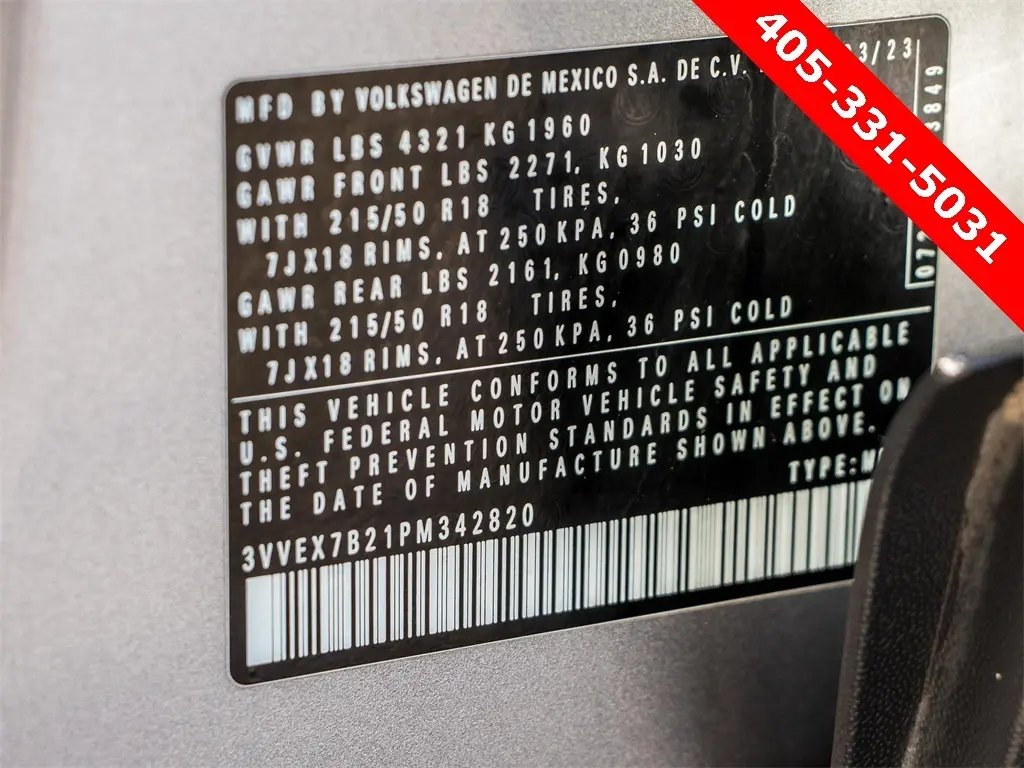 MFD BY VOLKSWAGEN DE MEXICO S.A. DE C.V. 3/23
GVWR LBS 4321 KG 1960
GAWR FRONT LBS 2271, KG 1030
WITH 215/50 R18 TIRES,
7JX18 RIMS, AT 250 KPA, 36 PSI COLD
GAWR REAR LBS 2161, KG 0980
WITH 215/50 R18 TIRES,
7JX18 RIMS, AT 250 KPA, 36 PSI COLD
THIS VEHICLE CONFORMS TO ALL APPLICABLE
U.S. FEDERAL MOTOR VEHICLE SAFETY AND
THEFT PREVENTION STANDARDS IN EFFECT ON
THE DATE OF MANUFACTURE SHOWN ABOVE.
TYPE:
3VVEX7B21PM342820
405-331-5031